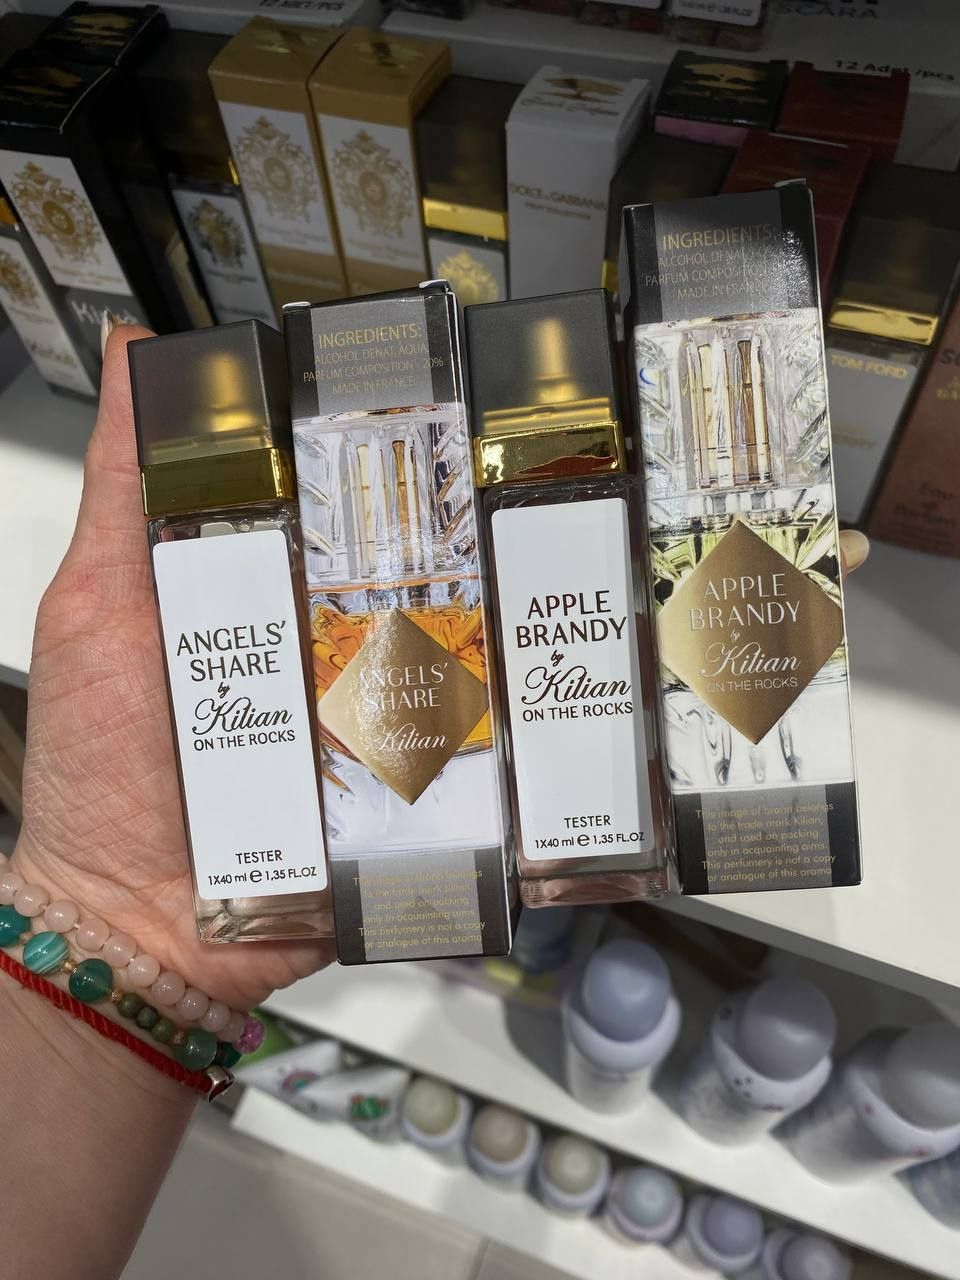 12 Adet/pcs
DOLCE & GABBANA
TOM FORD
ANGELS'
SHARE
by
Kilian
ON THE ROCKS
TESTER
1X40 ml ℮ 1,35 FL.OZ
INGREDIENTS:
ALCOHOL DENAT, AQUA,
PARFUM COMPOSITION - 20%
MADE IN FRANCE
ANGELS'
SHARE
Kilian
This image of brand belongs
to the trade mark Kilian,
and used on packing
only in acquainting aims.
This perfumery is not a copy
or analogue of this aroma
APPLE
BRANDY
by
Kilian
ON THE ROCKS
TESTER
1X40 ml ℮ 1,35 FL.OZ
INGREDIENTS:
ALCOHOL DENAT,
PARFUM COMPOSITION
MADE IN FRANCE
APPLE
BRANDY
by
Kilian
ON THE ROCKS
This image of brand belongs
to the trade mark Kilian,
and used on packing
only in acquainting aims.
This perfumery is not a copy
or analogue of this aroma